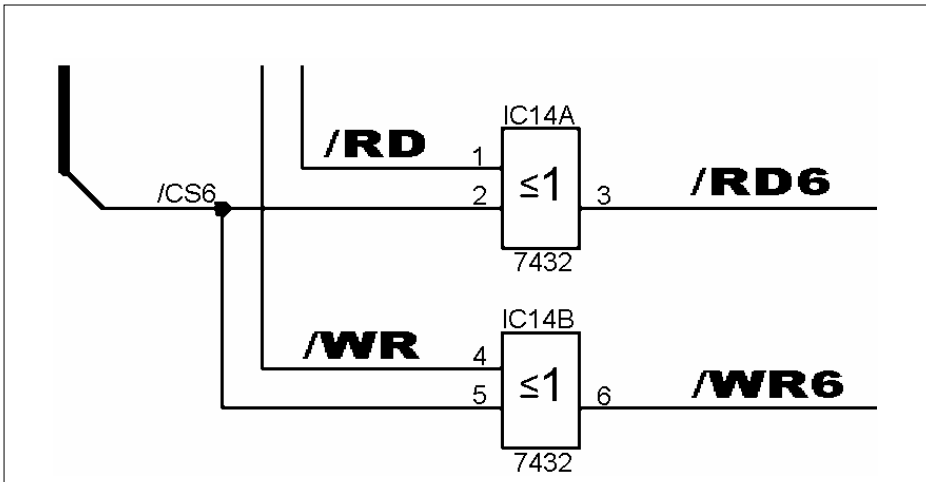 IC14A
/RD
1
/CS6
2
≤1
3
/RD6
7432
IC14B
/WR
4
5
≤1
6
/WR6
7432